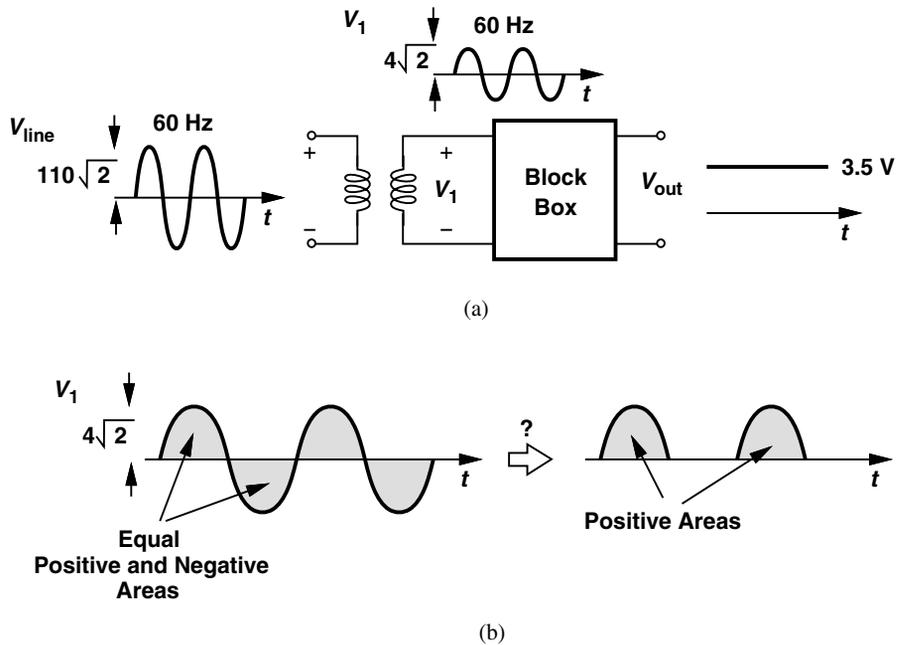 V1
60 Hz
4√2
t
Vline
60 Hz
110√2
t
+
−
+
V1
−
Block
Box
Vout
3.5 V
t
(a)
V1
4√2
t
?
t
Equal
Positive and Negative
Areas
Positive Areas
(b)